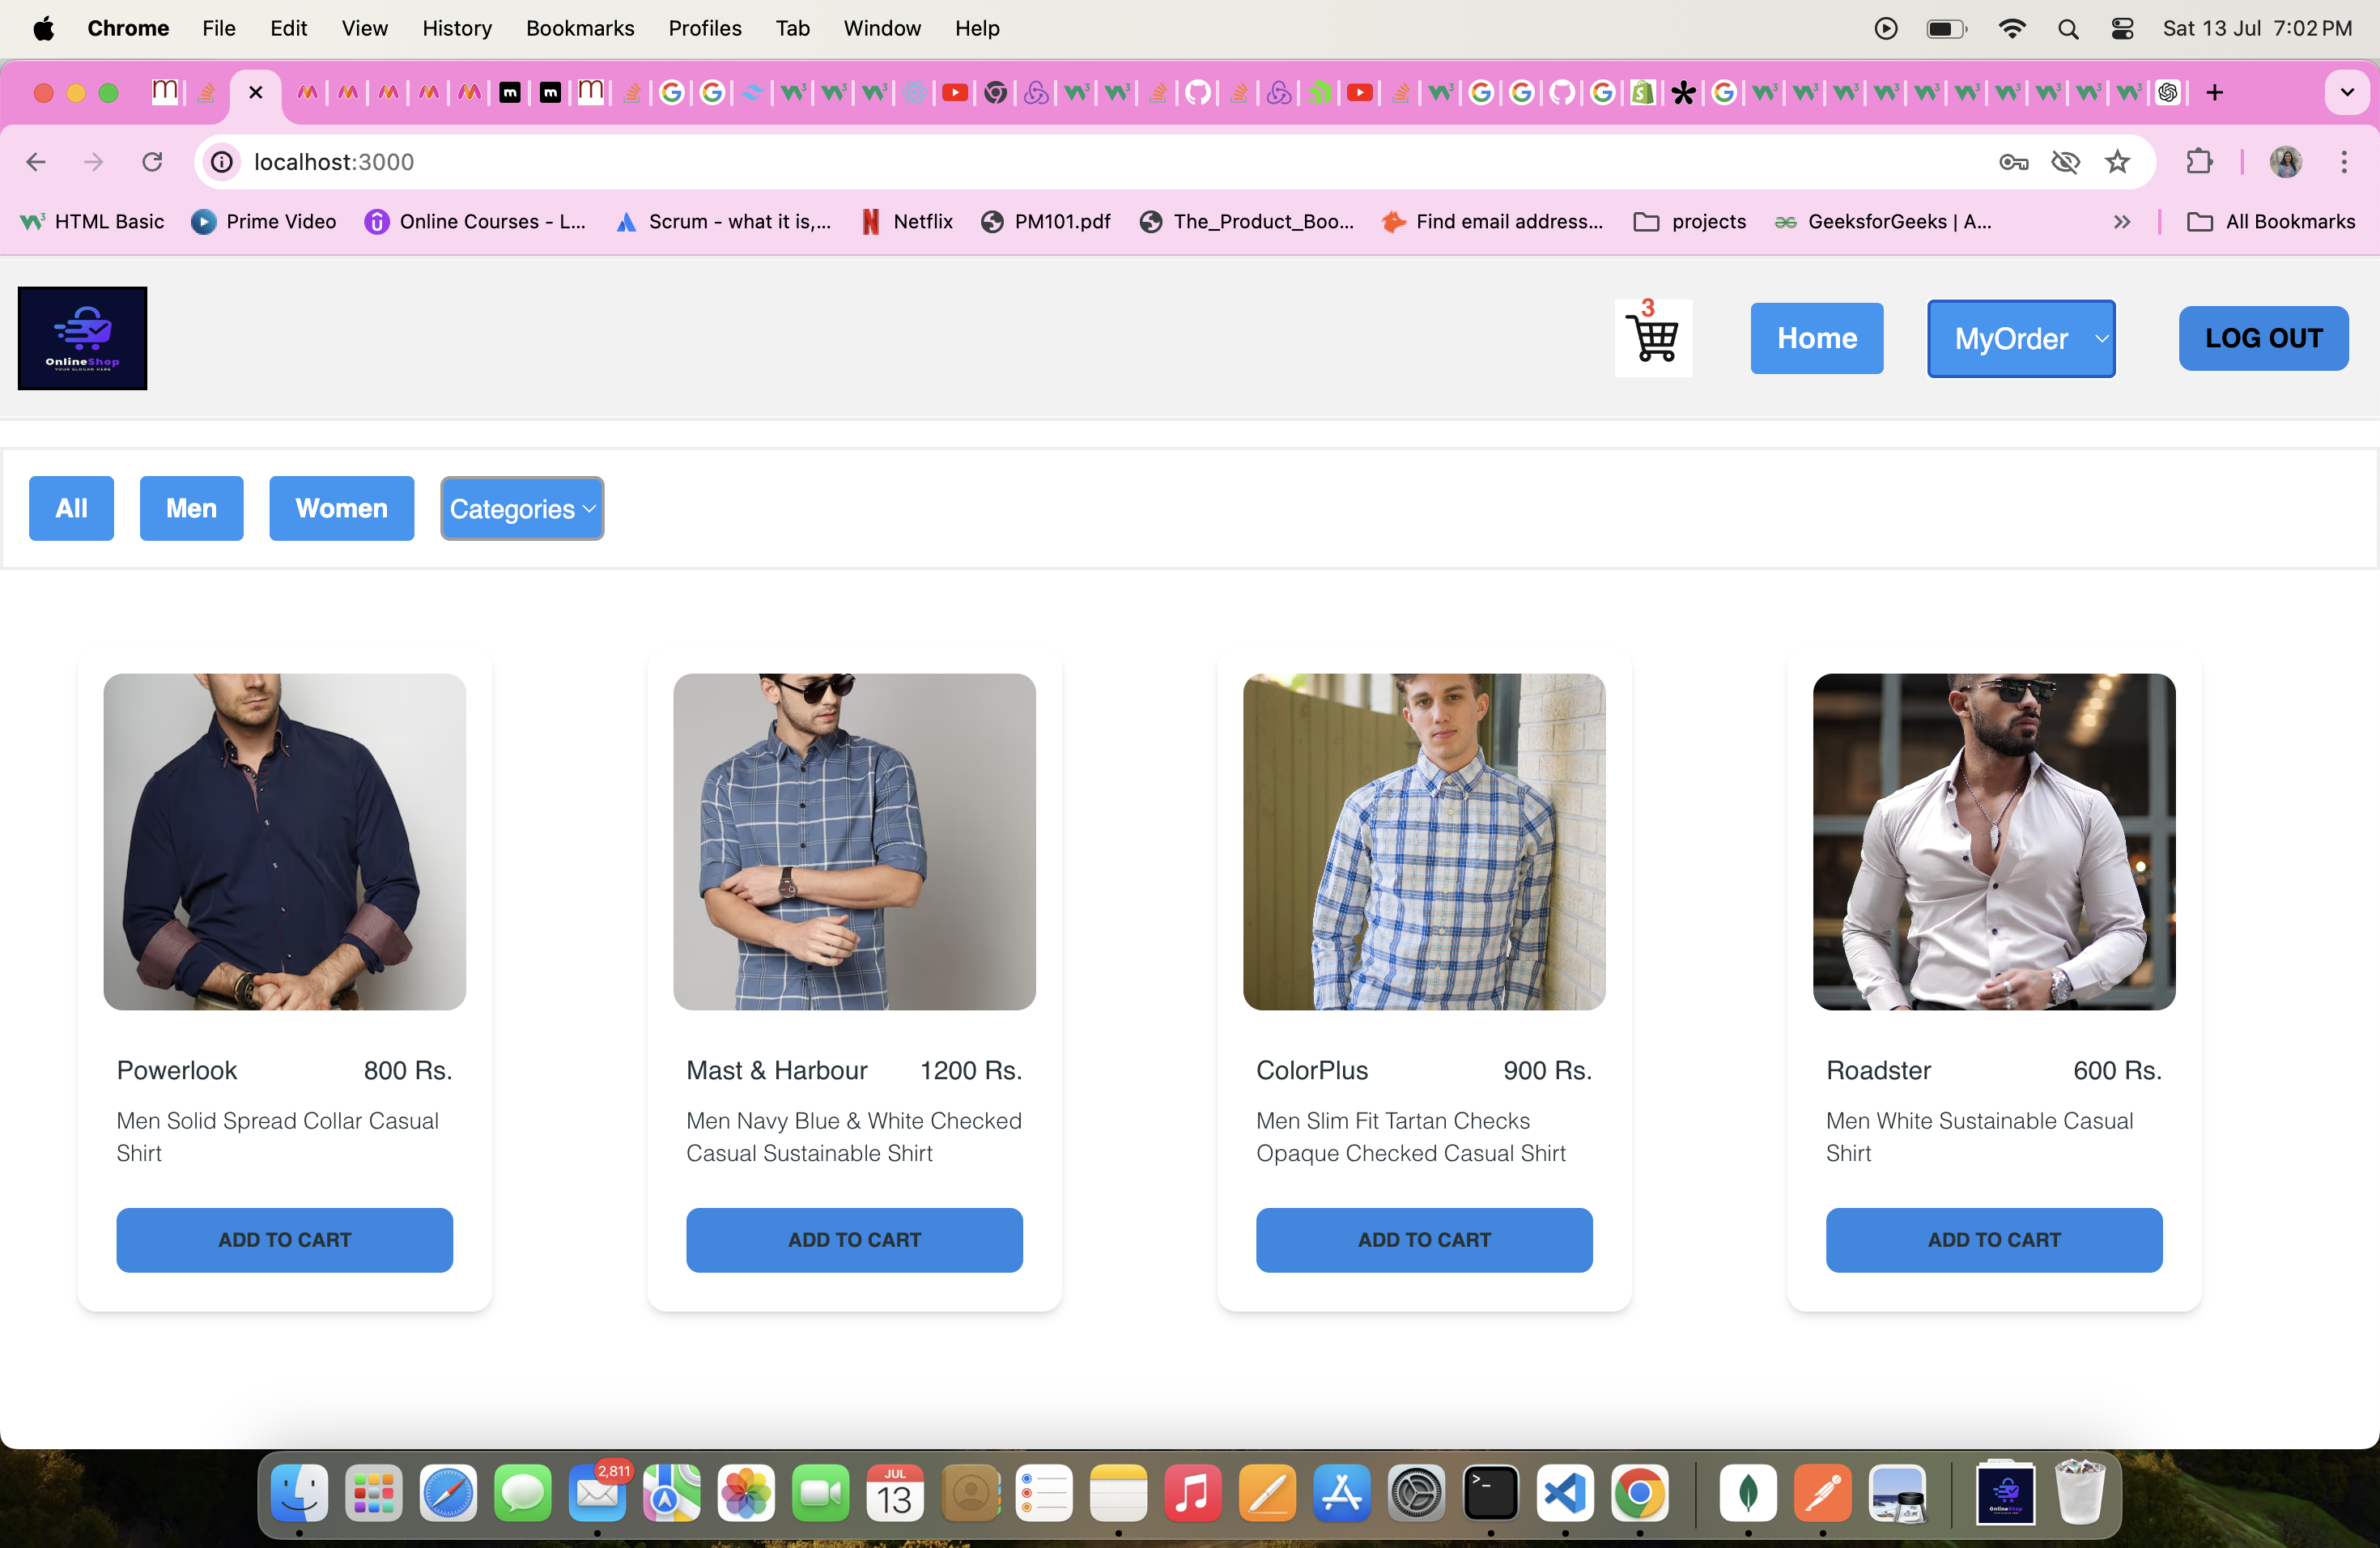 Chrome File Edit View History Bookmarks Profiles Tab Window Help Sat 13 Jul 7:02 PM
localhost:3000
HTML Basic Prime Video Online Courses - L... Scrum - what it is,... Netflix PM101.pdf The_Product_Boo... Find email address... projects GeeksforGeeks | A... All Bookmarks
OnlineShop
YOUR SLOGAN HERE
3
Home MyOrder LOG OUT
All Men Women Categories
Powerlook 800 Rs.
Men Solid Spread Collar Casual
Shirt
ADD TO CART
Mast & Harbour 1200 Rs.
Men Navy Blue & White Checked
Casual Sustainable Shirt
ADD TO CART
ColorPlus 900 Rs.
Men Slim Fit Tartan Checks
Opaque Checked Casual Shirt
ADD TO CART
Roadster 600 Rs.
Men White Sustainable Casual
Shirt
ADD TO CART
2,811
JUL
13
OnlineShop